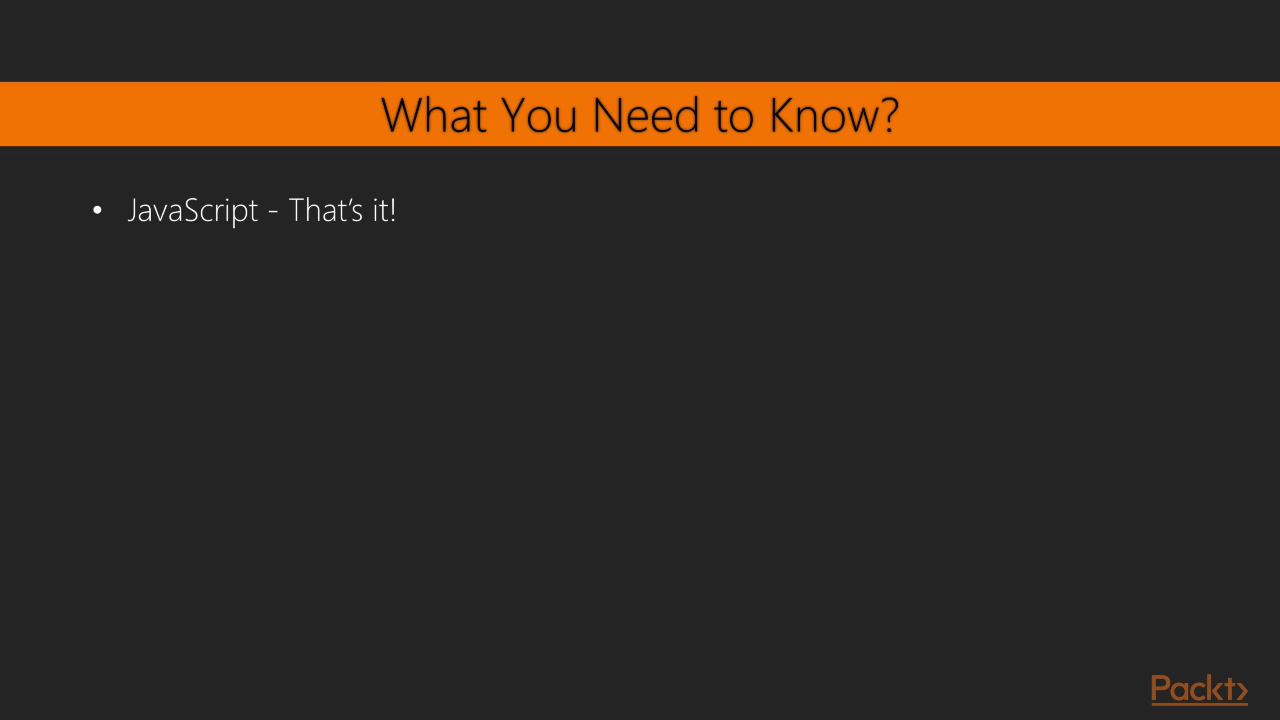 What You Need to Know?
• JavaScript - That’s it!
Packt>